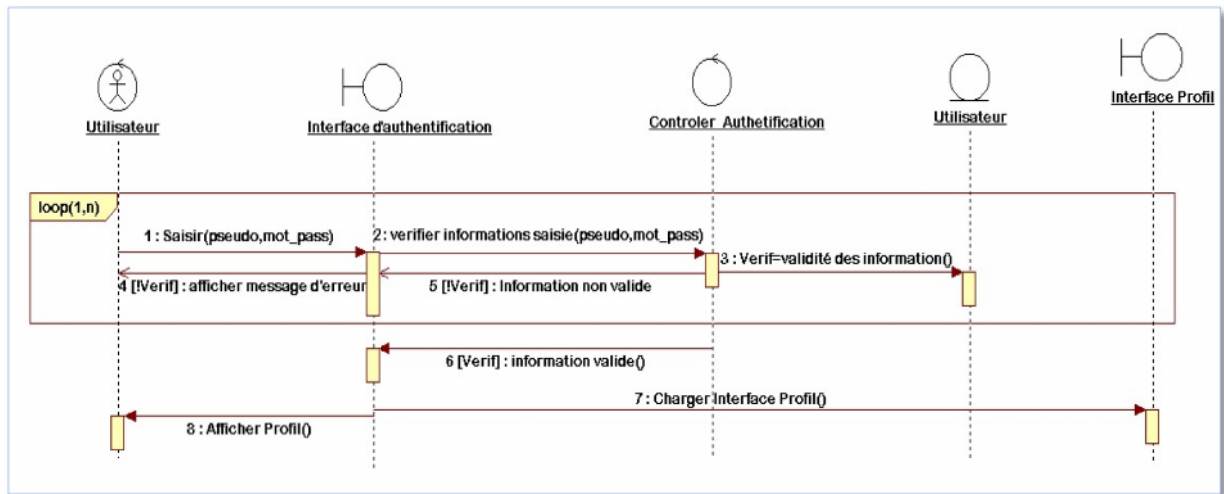 Utilisateur
Interface d'authentification
Controler Authetification
Utilisateur
Interface Profil
loop(1,n)
1 : Saisir(pseudo,mot_pass)
2: verifier informations saisie(pseudo,mot_pass)
3 : Verif=validité des information()
4 [!Verif] : afficher message d'erreur
5 [!Verif] : Information non valide
6 [Verif] : information valide()
7 : Charger Interface Profil()
8 : Afficher Profil()